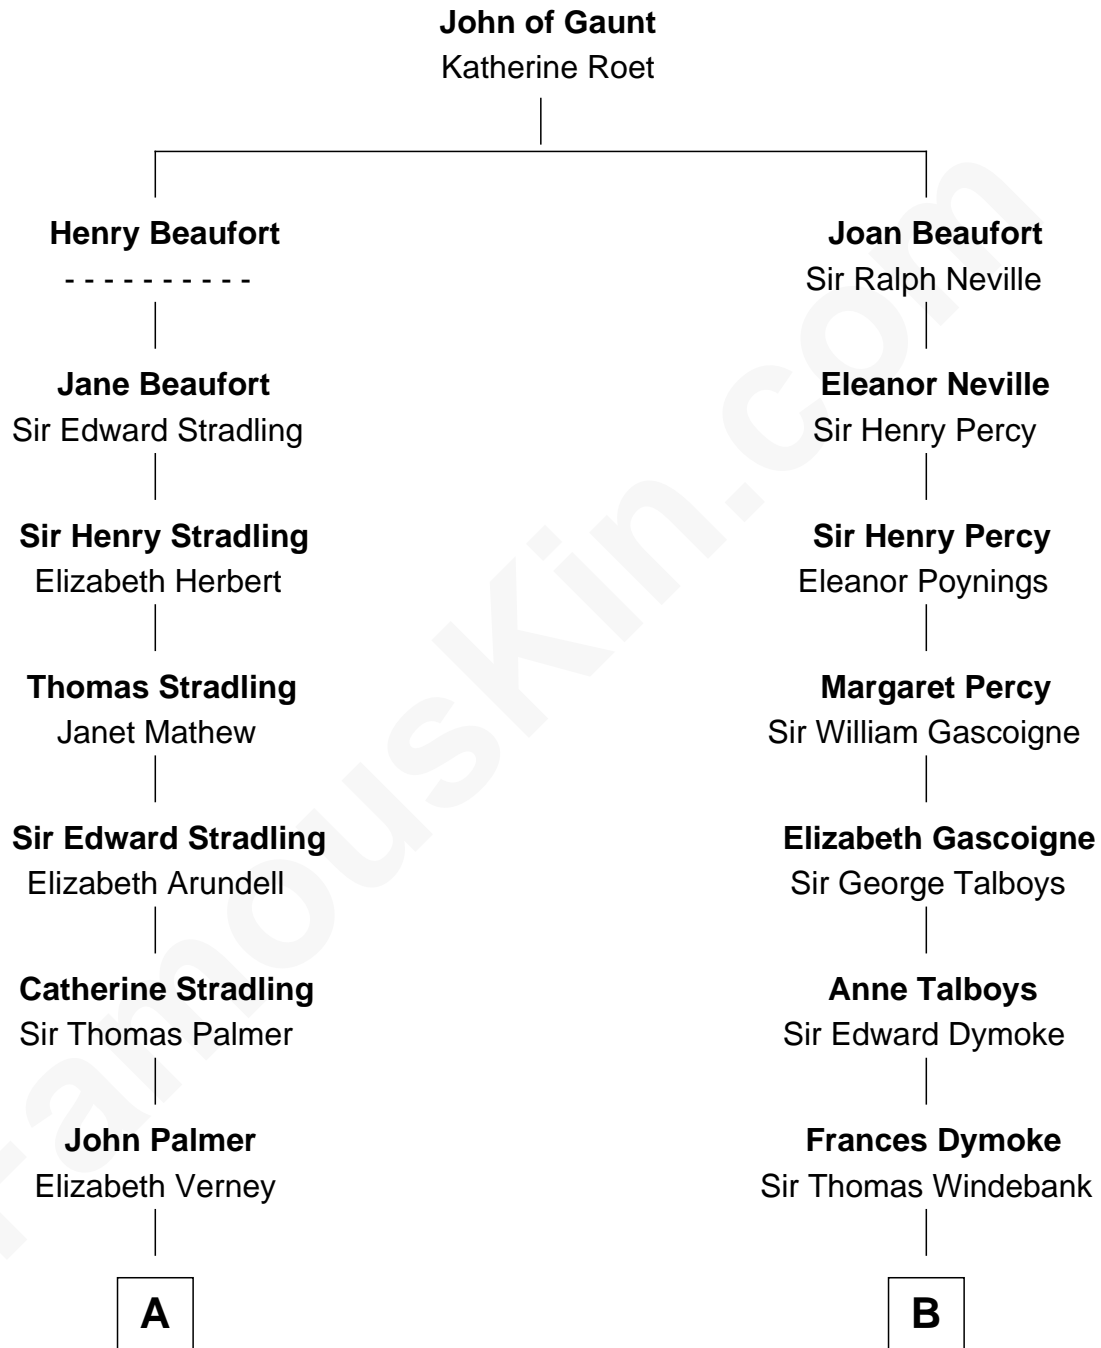 John of Gaunt
Katherine Roet
Henry Beaufort
- - - - - - - - - -
Joan Beaufort
Sir Ralph Neville
Jane Beaufort
Sir Edward Stradling
Eleanor Neville
Sir Henry Percy
Sir Henry Stradling
Elizabeth Herbert
Sir Henry Percy
Eleanor Poynings
Thomas Stradling
Janet Mathew
Margaret Percy
Sir William Gascoigne
Sir Edward Stradling
Elizabeth Arundell
Elizabeth Gascoigne
Sir George Talboys
Catherine Stradling
Sir Thomas Palmer
Anne Talboys
Sir Edward Dymoke
John Palmer
Elizabeth Verney
Frances Dymoke
Sir Thomas Windebank
A
B
FamousKin.com